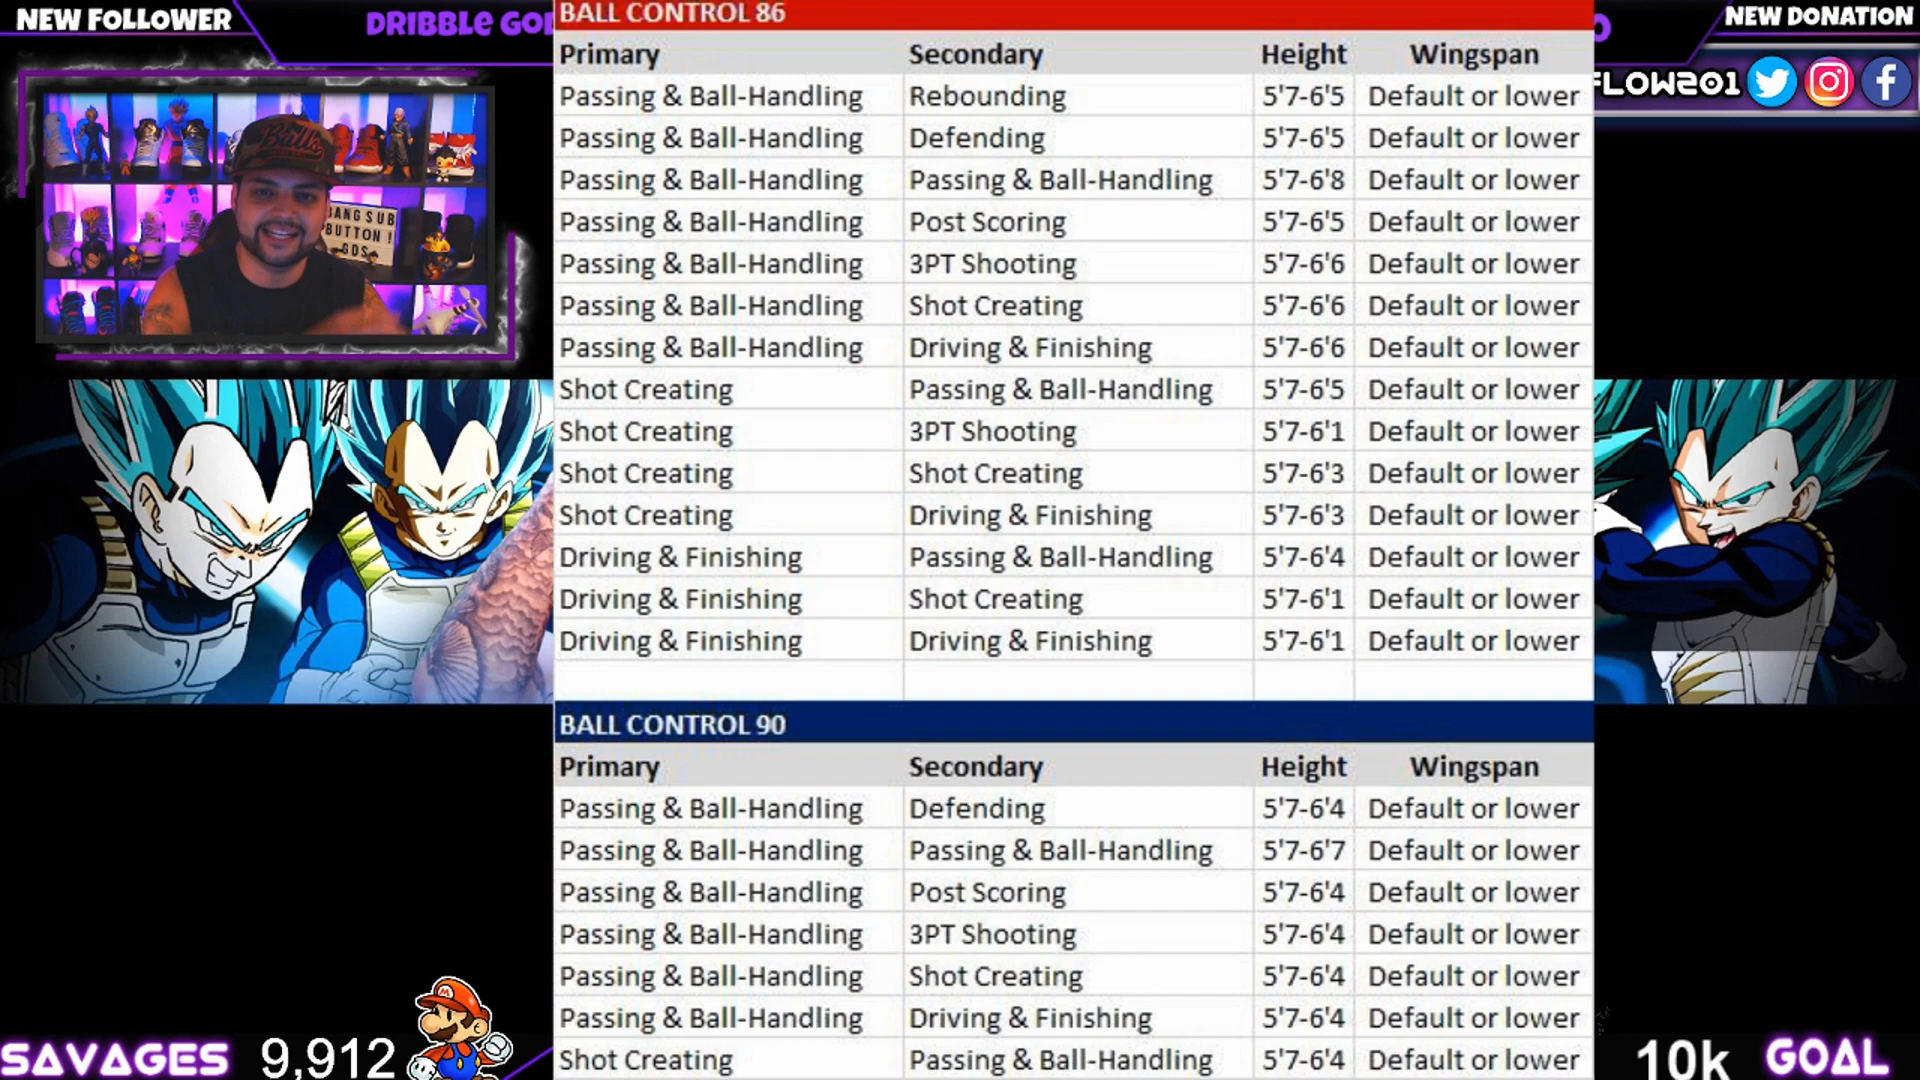 NEW FOLLOWER
DRIBBLE GOD
BANG SUB
BUTTON !
GDS
BALL CONTROL 86
Primary Secondary Height Wingspan
Passing & Ball-Handling Rebounding 5'7-6'5 Default or lower
Passing & Ball-Handling Defending 5'7-6'5 Default or lower
Passing & Ball-Handling Passing & Ball-Handling 5'7-6'8 Default or lower
Passing & Ball-Handling Post Scoring 5'7-6'5 Default or lower
Passing & Ball-Handling 3PT Shooting 5'7-6'6 Default or lower
Passing & Ball-Handling Shot Creating 5'7-6'6 Default or lower
Passing & Ball-Handling Driving & Finishing 5'7-6'6 Default or lower
Shot Creating Passing & Ball-Handling 5'7-6'5 Default or lower
Shot Creating 3PT Shooting 5'7-6'1 Default or lower
Shot Creating Shot Creating 5'7-6'3 Default or lower
Shot Creating Driving & Finishing 5'7-6'3 Default or lower
Driving & Finishing Passing & Ball-Handling 5'7-6'4 Default or lower
Driving & Finishing Shot Creating 5'7-6'1 Default or lower
Driving & Finishing Driving & Finishing 5'7-6'1 Default or lower
BALL CONTROL 90
Primary Secondary Height Wingspan
Passing & Ball-Handling Defending 5'7-6'4 Default or lower
Passing & Ball-Handling Passing & Ball-Handling 5'7-6'7 Default or lower
Passing & Ball-Handling Post Scoring 5'7-6'4 Default or lower
Passing & Ball-Handling 3PT Shooting 5'7-6'4 Default or lower
Passing & Ball-Handling Shot Creating 5'7-6'4 Default or lower
Passing & Ball-Handling Driving & Finishing 5'7-6'4 Default or lower
Shot Creating Passing & Ball-Handling 5'7-6'4 Default or lower
NEW DONATION
FLOW201
SAVAGES 9,912
10k GOAL